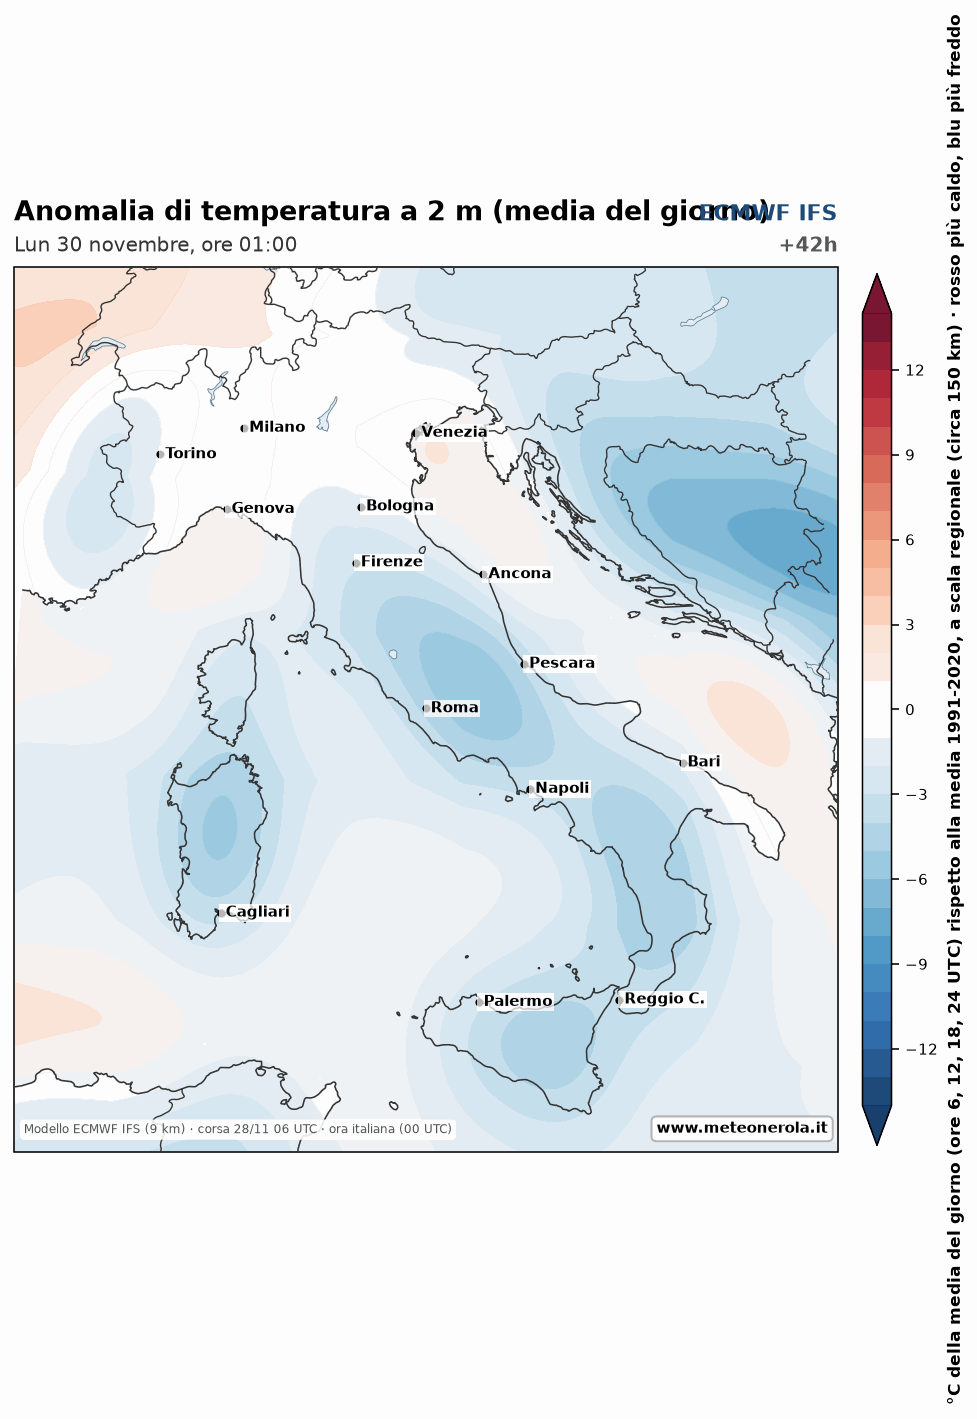 Anomalia di temperatura a 2 m (media del giorno)
ECMWF IFS
Lun 30 novembre, ore 01:00
+42h
Milano
Venezia
Torino
Genova
Bologna
Firenze
Ancona
Pescara
Roma
Bari
Napoli
Cagliari
Palermo
Reggio C.
12
9
6
3
0
−3
−6
−9
−12
°C della media del giorno (ore 6, 12, 18, 24 UTC) rispetto alla media 1991-2020, a scala regionale (circa 150 km) · rosso più caldo, blu più freddo
Modello ECMWF IFS (9 km) · corsa 28/11 06 UTC · ora italiana (00 UTC)
www.meteonerola.it